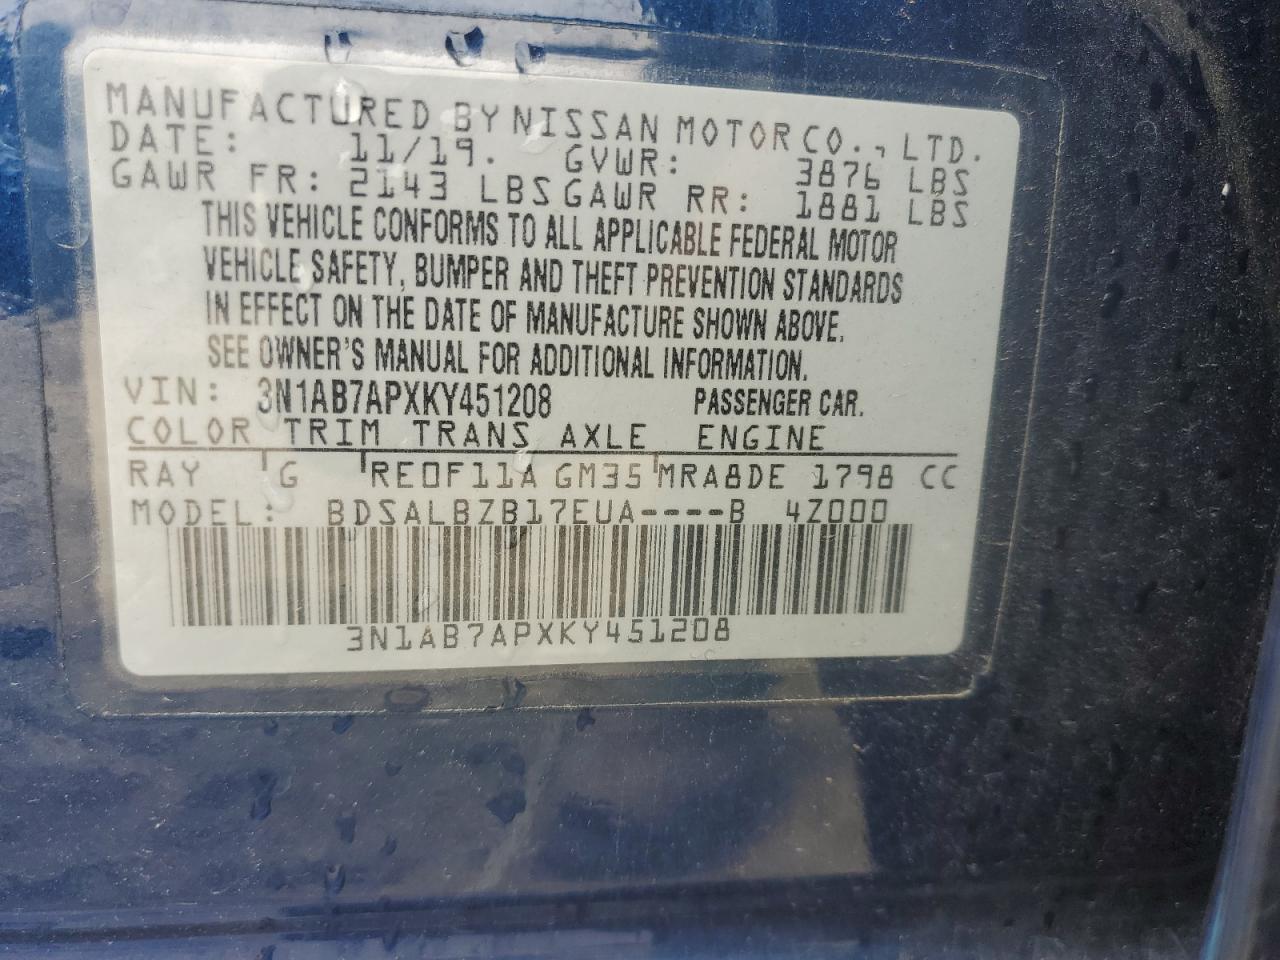 MANUFACTURED BY NISSAN MOTOR CO., LTD.
DATE: 11/19. GVWR: 3876 LBS
GAWR FR: 2143 LBS GAWR RR: 1881 LBS
THIS VEHICLE CONFORMS TO ALL APPLICABLE FEDERAL MOTOR
VEHICLE SAFETY, BUMPER AND THEFT PREVENTION STANDARDS
IN EFFECT ON THE DATE OF MANUFACTURE SHOWN ABOVE.
SEE OWNER'S MANUAL FOR ADDITIONAL INFORMATION.
VIN: 3N1AB7APXKY451208 PASSENGER CAR.
COLOR TRIM TRANS AXLE ENGINE
RAY G RE0F11A GM35 MRA8DE 1798 CC
MODEL: BDSALBZB17EUA----B 4Z000
3N1AB7APXKY451208